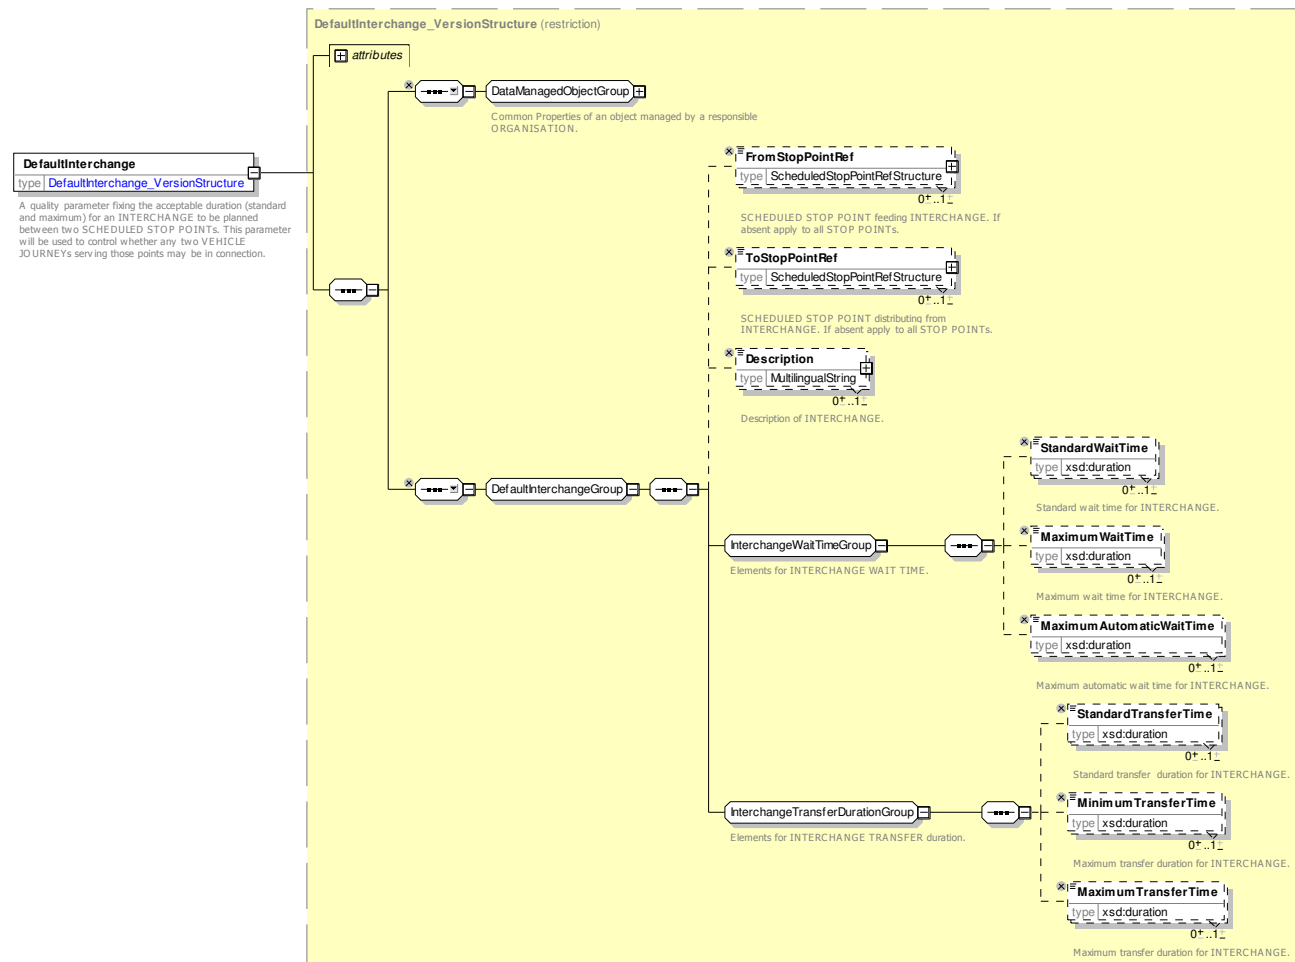 DefaultInterchange_VersionStructure (restriction)
attributes
DataManagedObjectGroup
Common Properties of an object managed by a responsible
ORGANISATION.
DefaultInterchange
type DefaultInterchange_VersionStructure
A quality parameter fixing the acceptable duration (standard
and maximum) for an INTERCHANGE to be planned
between two SCHEDULED STOP POINTs. This parameter
will be used to control whether any two VEHICLE
JOURNEYs serving those points may be in connection.
FromStopPointRef
type ScheduledStopPointRefStructure
0..1
SCHEDULED STOP POINT feeding INTERCHANGE. If
absent apply to all STOP POINTs.
ToStopPointRef
type ScheduledStopPointRefStructure
0..1
SCHEDULED STOP POINT distributing from
INTERCHANGE. If absent apply to all STOP POINTs.
Description
type MultilingualString
0..1
Description of INTERCHANGE.
DefaultInterchangeGroup
InterchangeWaitTimeGroup
Elements for INTERCHANGE WAIT TIME.
StandardWaitTime
type xsd:duration
0..1
Standard wait time for INTERCHANGE.
MaximumWaitTime
type xsd:duration
0..1
Maximum wait time for INTERCHANGE.
MaximumAutomaticWaitTime
type xsd:duration
0..1
Maximum automatic wait time for INTERCHANGE.
InterchangeTransferDurationGroup
Elements for INTERCHANGE TRANSFER duration.
StandardTransferTime
type xsd:duration
0..1
Standard transfer duration for INTERCHANGE.
MinimumTransferTime
type xsd:duration
0..1
Maximum transfer duration for INTERCHANGE.
MaximumTransferTime
type xsd:duration
0..1
Maximum transfer duration for INTERCHANGE.